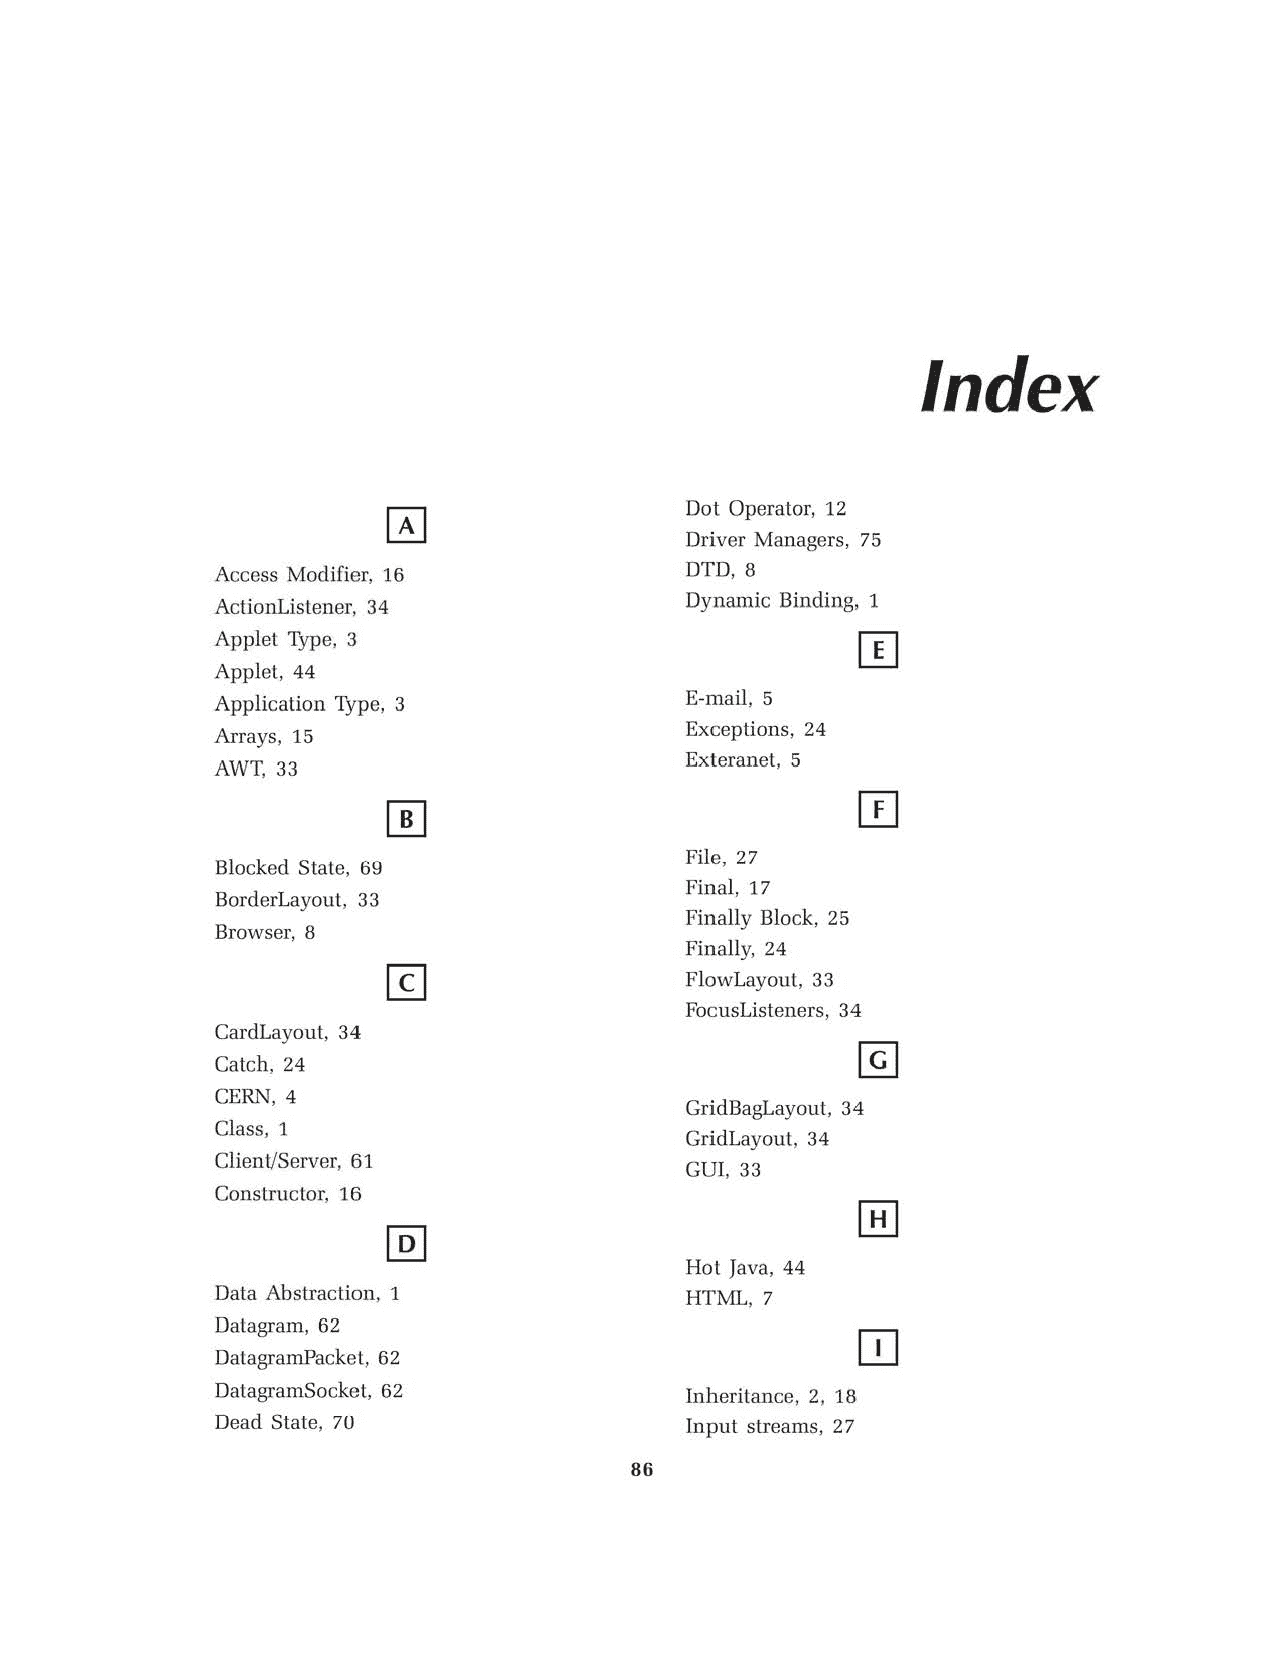 Index
A
Access Modifier, 16
ActionListener, 34
Applet Type, 3
Applet, 44
Application Type, 3
Arrays, 15
AWT, 33
B
Blocked State, 69
BorderLayout, 33
Browser, 8
C
CardLayout, 34
Catch, 24
CERN, 4
Class, 1
Client/Server, 61
Constructor, 16
D
Data Abstraction, 1
Datagram, 62
DatagramPacket, 62
DatagramSocket, 62
Dead State, 70
Dot Operator, 12
Driver Managers, 75
DTD, 8
Dynamic Binding, 1
E
E-mail, 5
Exceptions, 24
Exteranet, 5
F
File, 27
Final, 17
Finally Block, 25
Finally, 24
FlowLayout, 33
FocusListeners, 34
G
GridBagLayout, 34
GridLayout, 34
GUI, 33
H
Hot Java, 44
HTML, 7
I
Inheritance, 2, 18
Input streams, 27
86